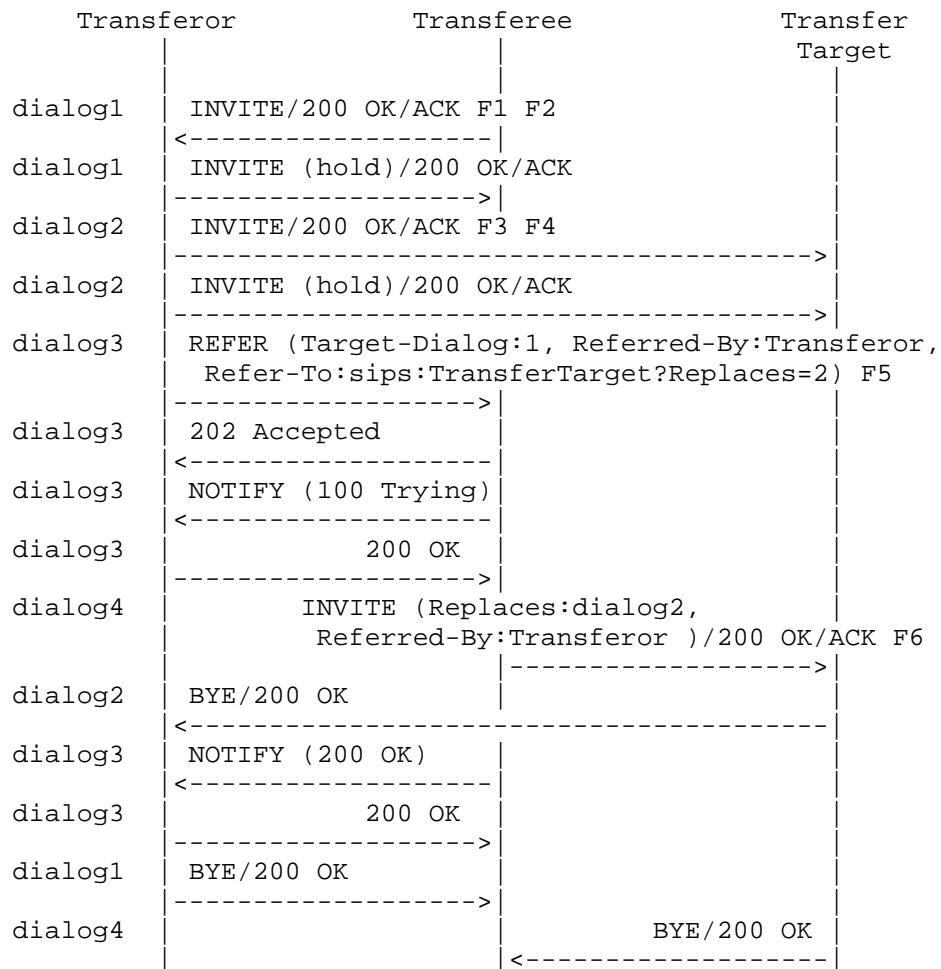 Transferor Transferee Transfer
Target
dialog1 INVITE/200 OK/ACK F1 F2
dialog1 INVITE (hold)/200 OK/ACK
dialog2 INVITE/200 OK/ACK F3 F4
dialog2 INVITE (hold)/200 OK/ACK
dialog3 REFER (Target-Dialog:1, Referred-By:Transferor,
Refer-To:sips:TransferTarget?Replaces=2) F5
dialog3 202 Accepted
dialog3 NOTIFY (100 Trying)
dialog3 200 OK
dialog4 INVITE (Replaces:dialog2,
Referred-By:Transferor )/200 OK/ACK F6
dialog2 BYE/200 OK
dialog3 NOTIFY (200 OK)
dialog3 200 OK
dialog1 BYE/200 OK
dialog4 BYE/200 OK